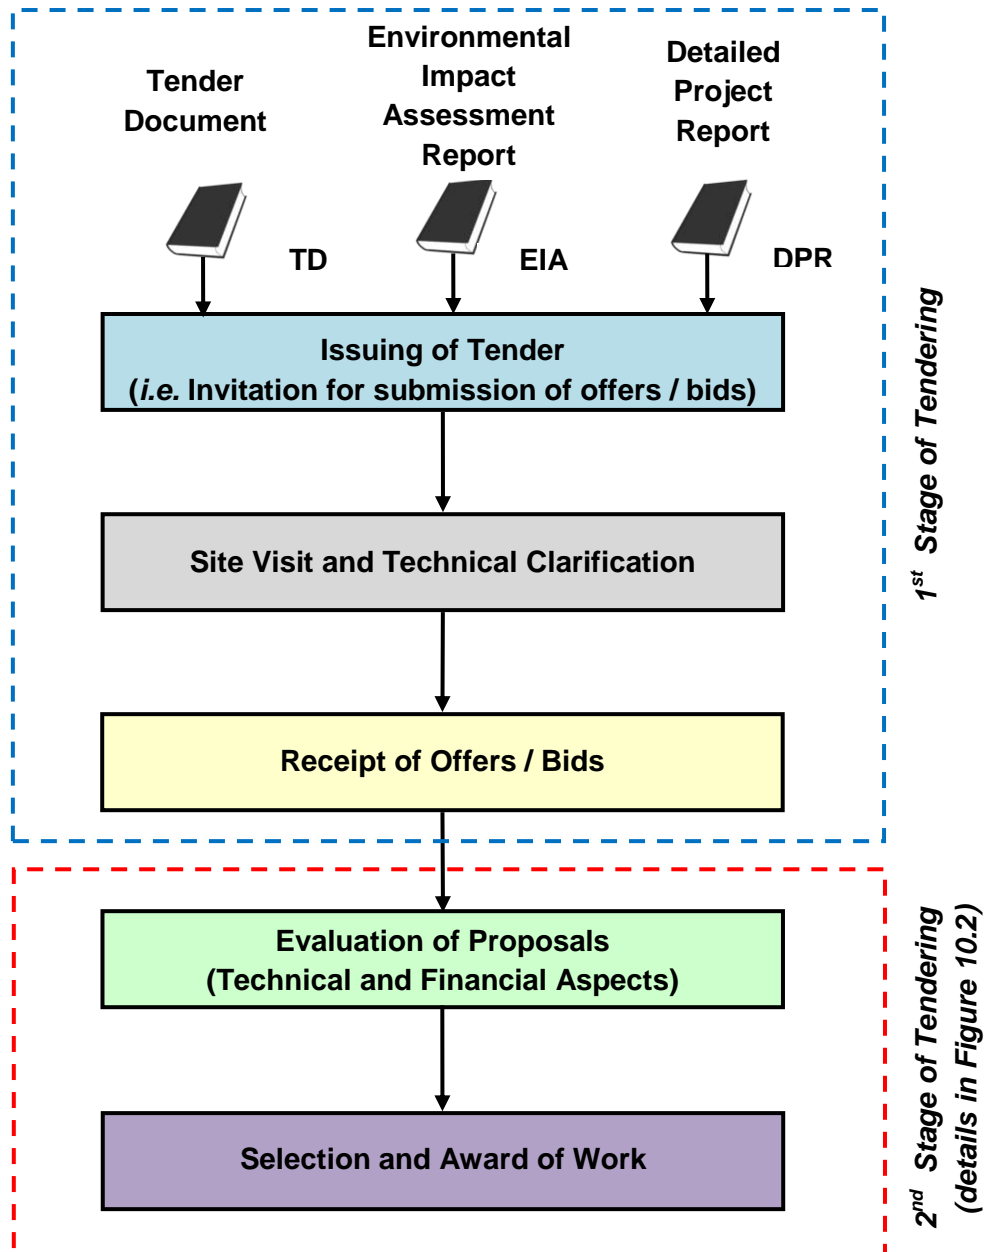 Tender
Document
Environmental
Impact
Assessment
Report
Detailed
Project
Report
TD
EIA
DPR
Issuing of Tender
(i.e. Invitation for submission of offers / bids)
Site Visit and Technical Clarification
Receipt of Offers / Bids
1st Stage of Tendering
Evaluation of Proposals
(Technical and Financial Aspects)
Selection and Award of Work
2nd Stage of Tendering
(details in Figure 10.2)